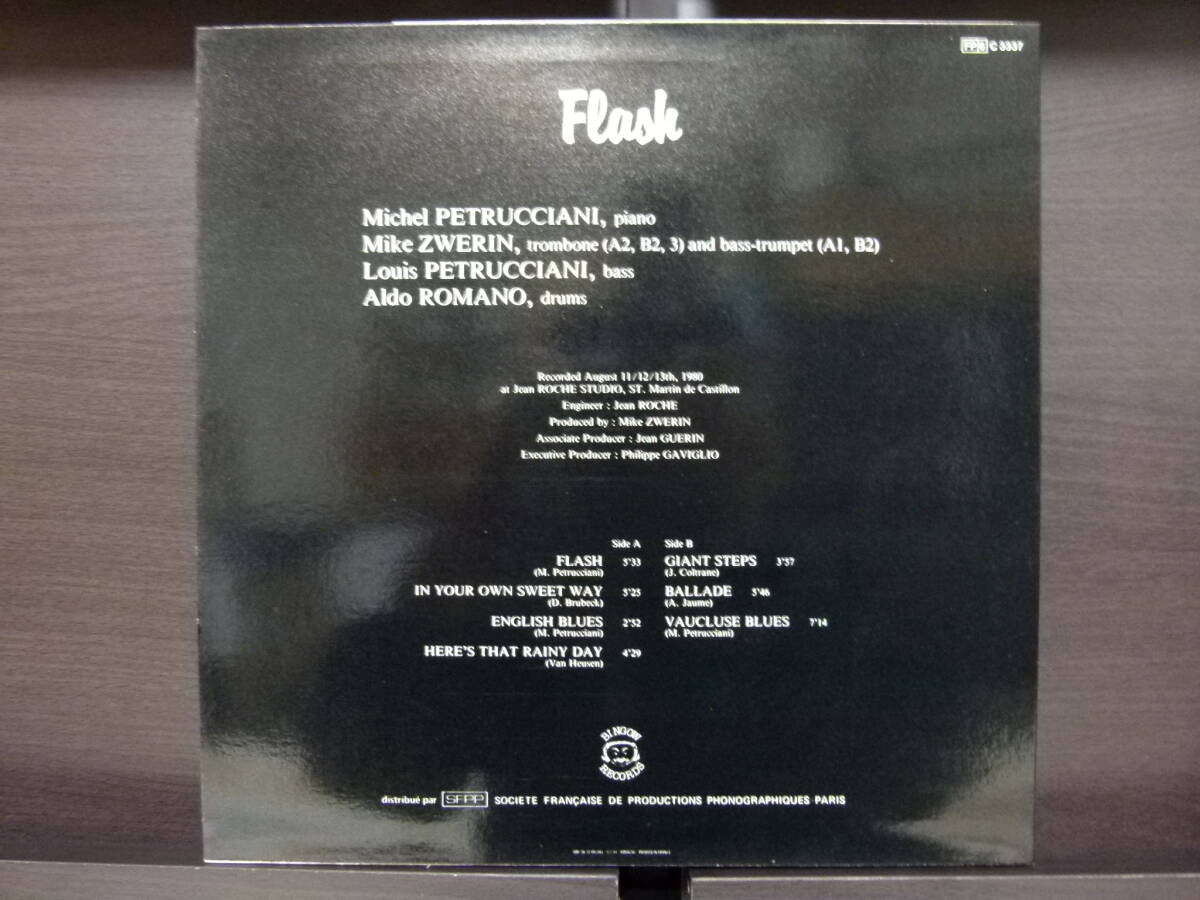 FPB C 3337
Flash
Michel PETRUCCIANI, piano
Mike ZWERIN, trombone (A2, B2, 3) and bass-trumpet (A1, B2)
Louis PETRUCCIANI, bass
Aldo ROMANO, drums
Recorded August 11/12/13th, 1980
at Jean ROCHE STUDIO, ST. Martin de Castillon
Engineer : Jean ROCHE
Produced by : Mike ZWERIN
Associate Producer : Jean GUERIN
Executive Producer : Philippe GAVIGLIO
Side A
FLASH 5'33
(M. Petrucciani)
IN YOUR OWN SWEET WAY 5'25
(D. Brubeck)
ENGLISH BLUES 2'52
(M. Petrucciani)
HERE'S THAT RAINY DAY 4'29
(Van Heusen)
Side B
GIANT STEPS 3'57
(J. Coltrane)
BALLADE 5'46
(A. Jaume)
VAUCLUSE BLUES 7'14
(M. Petrucciani)
BINGOW
RECORDS
distribué par SFPP SOCIETE FRANÇAISE DE PRODUCTIONS PHONOGRAPHIQUES PARIS